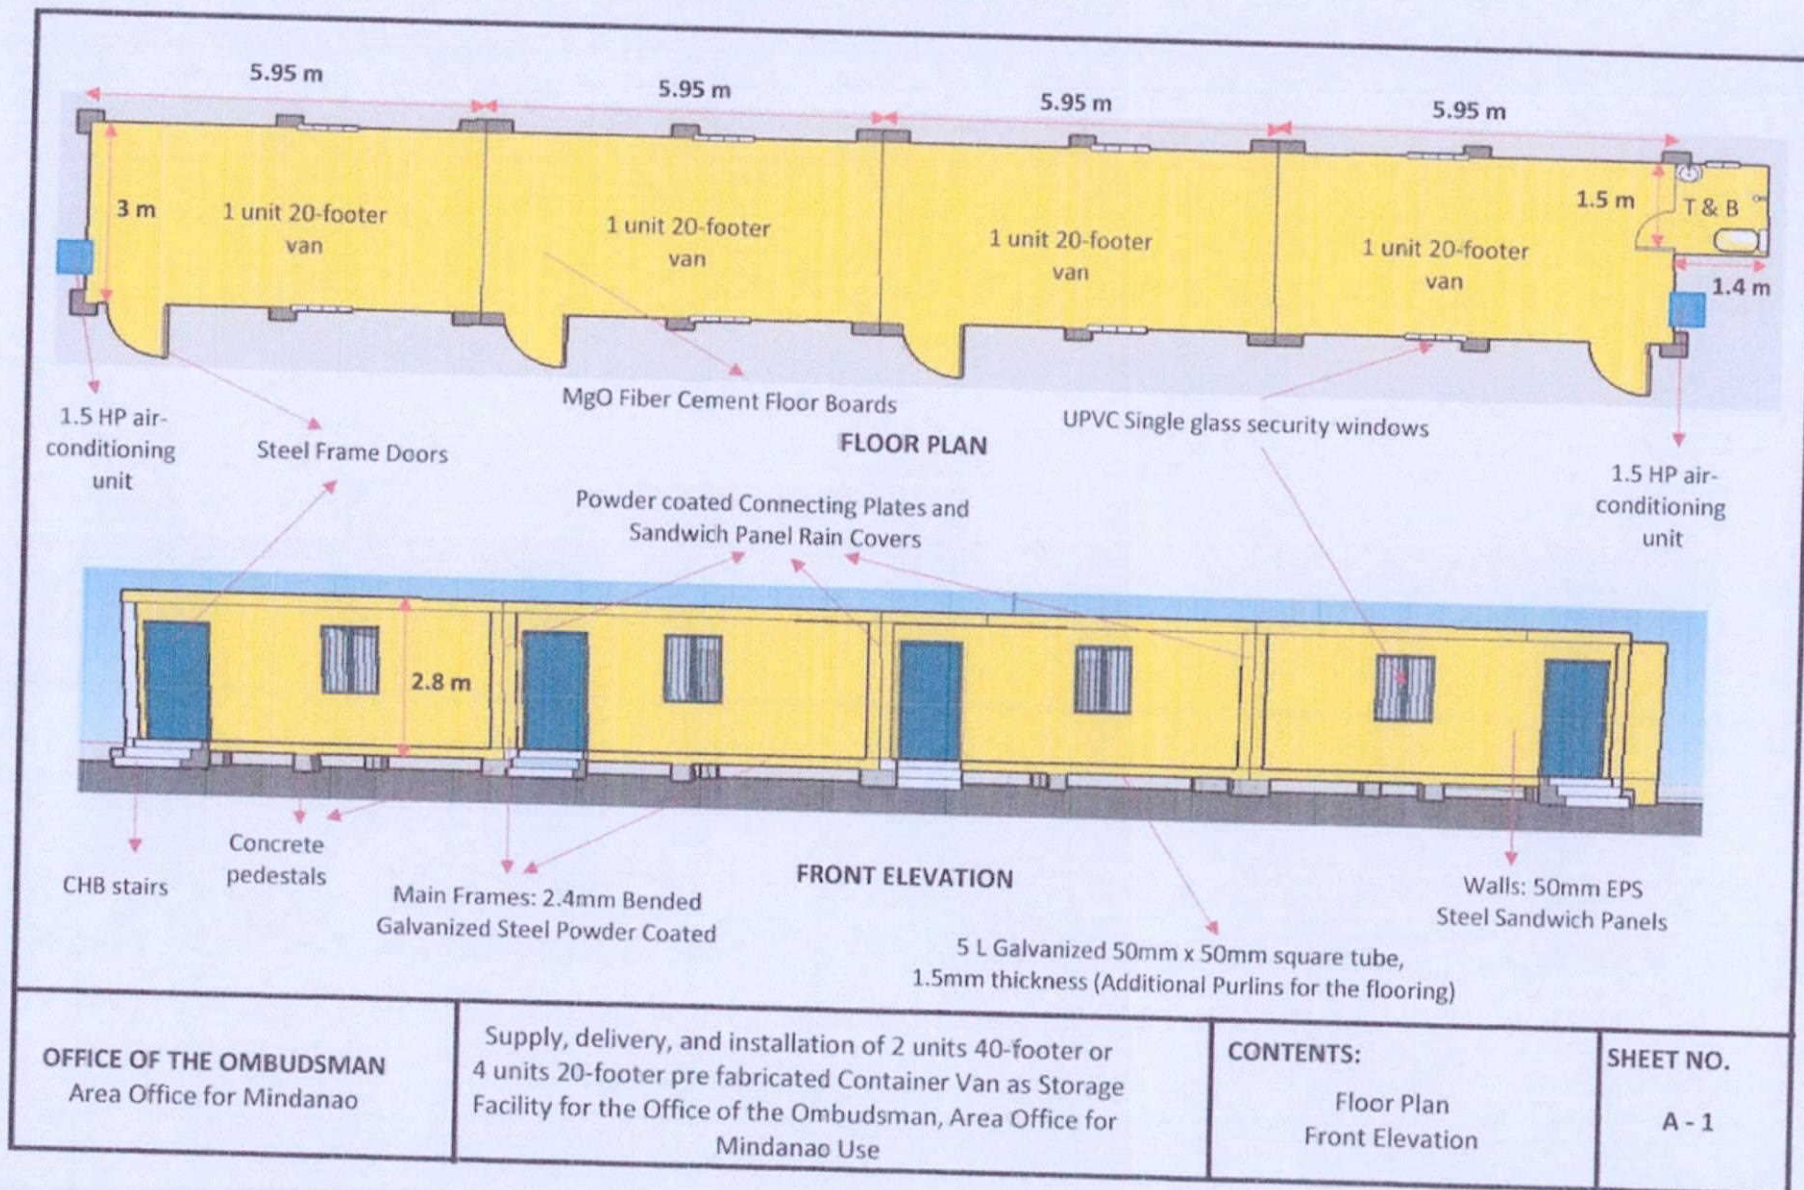 5.95 m
5.95 m
5.95 m
5.95 m
3 m
1 unit 20-footer
van
1 unit 20-footer
van
1 unit 20-footer
van
1 unit 20-footer
van
1.5 m
T & B
1.4 m
1.5 HP air-
conditioning
unit
Steel Frame Doors
MgO Fiber Cement Floor Boards
FLOOR PLAN
UPVC Single glass security windows
1.5 HP air-
conditioning
unit
Powder coated Connecting Plates and
Sandwich Panel Rain Covers
2.8 m
CHB stairs
Concrete
pedestals
Main Frames: 2.4mm Bended
Galvanized Steel Powder Coated
FRONT ELEVATION
5 L Galvanized 50mm x 50mm square tube,
1.5mm thickness (Additional Purlins for the flooring)
Walls: 50mm EPS
Steel Sandwich Panels
OFFICE OF THE OMBUDSMAN
Area Office for Mindanao
Supply, delivery, and installation of 2 units 40-footer or
4 units 20-footer pre fabricated Container Van as Storage
Facility for the Office of the Ombudsman, Area Office for
Mindanao Use
CONTENTS:
Floor Plan
Front Elevation
SHEET NO.
A - 1